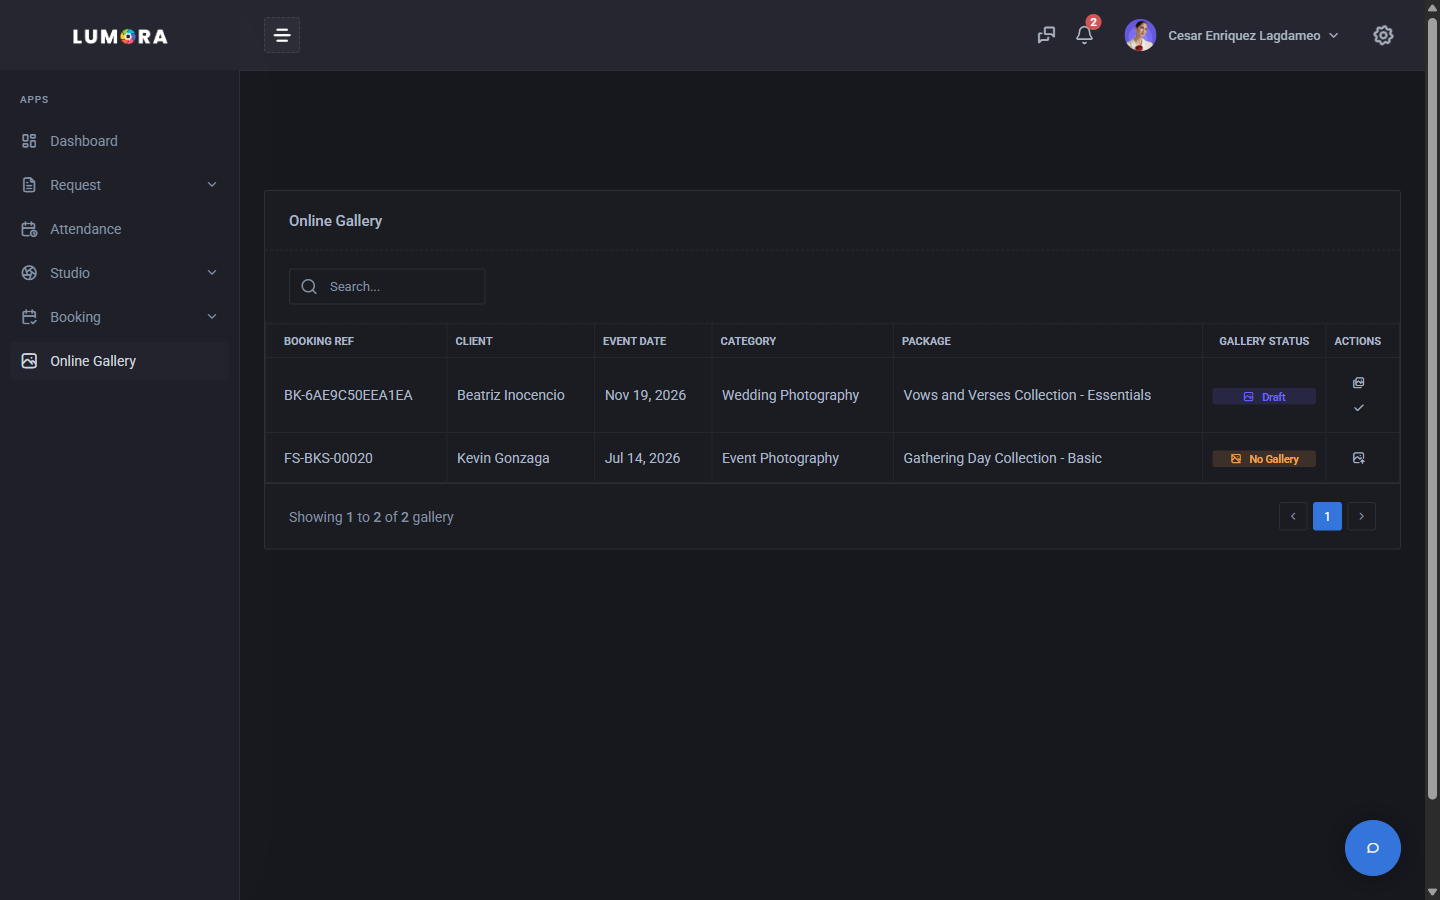 LUMORA
2
Cesar Enriquez Lagdameo
APPS
Dashboard
Request
Attendance
Studio
Booking
Online Gallery
Online Gallery
Search...
BOOKING REF CLIENT EVENT DATE CATEGORY PACKAGE GALLERY STATUS ACTIONS
BK-6AE9C50EEA1EA Beatriz Inocencio Nov 19, 2026 Wedding Photography Vows and Verses Collection - Essentials Draft
FS-BKS-00020 Kevin Gonzaga Jul 14, 2026 Event Photography Gathering Day Collection - Basic No Gallery
Showing 1 to 2 of 2 gallery
1